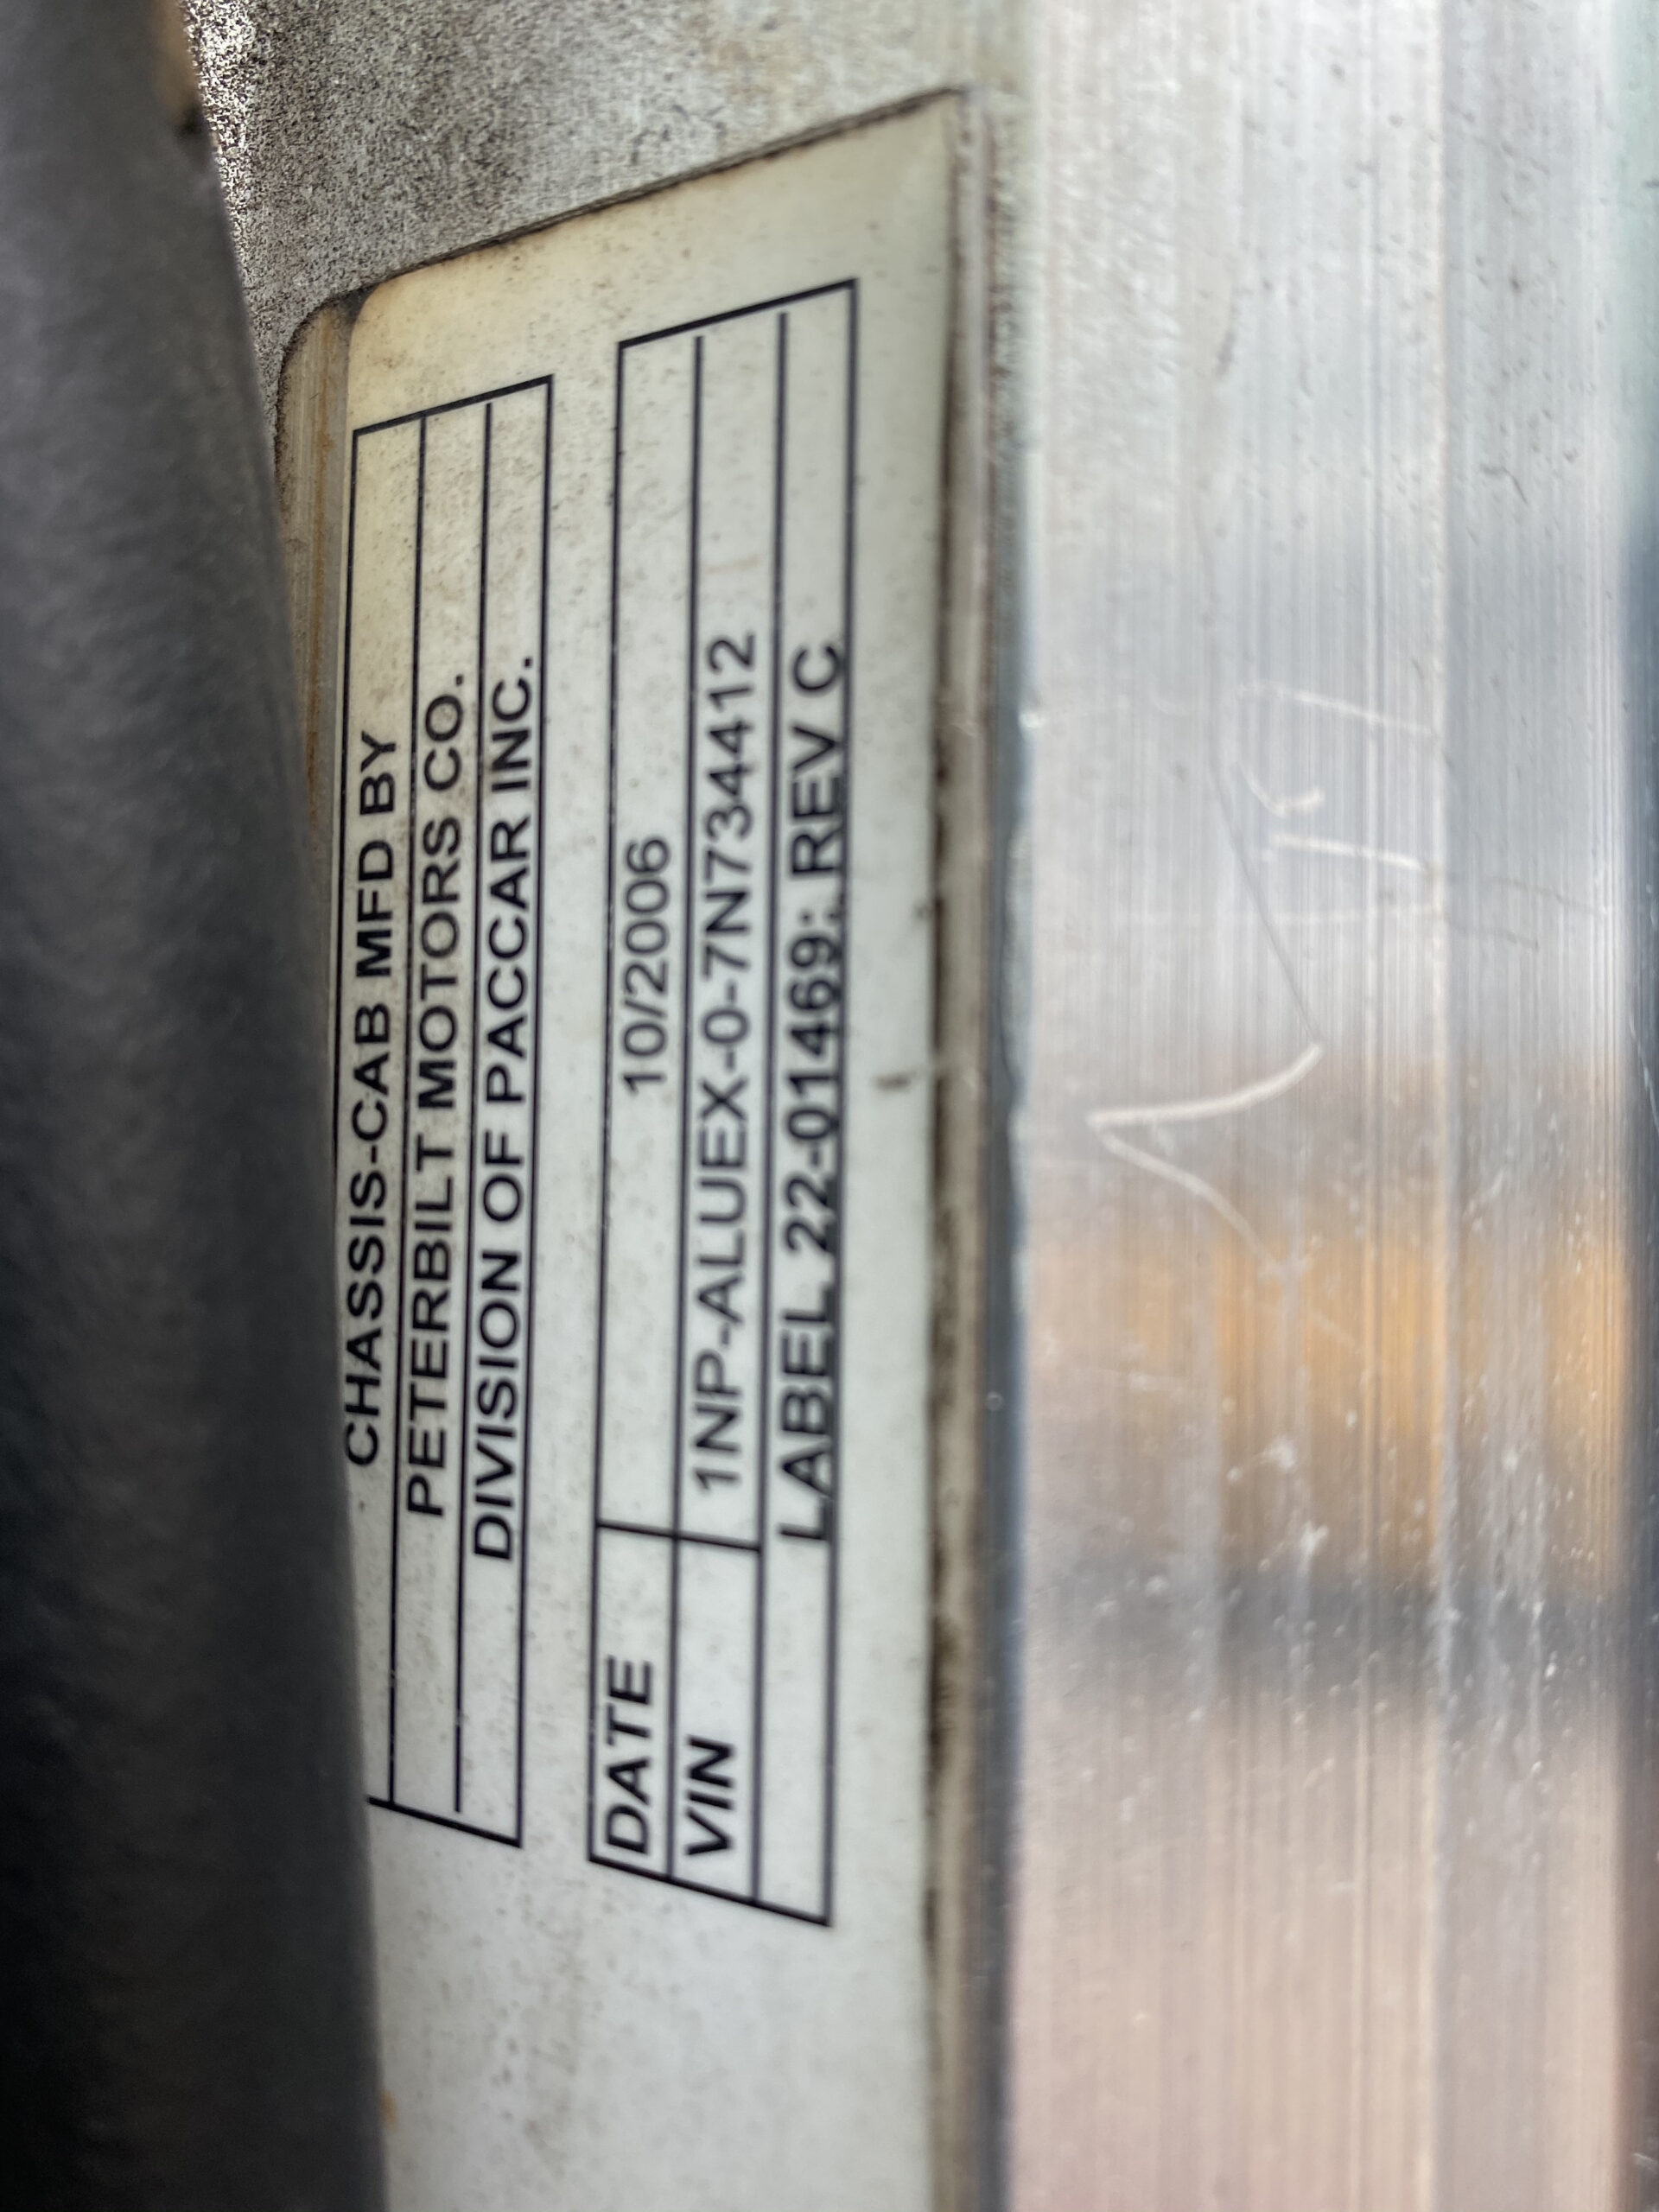 CHASSIS-CAB MFD BY
PETERBILT MOTORS CO.
DIVISION OF PACCAR INC.
DATE 10/2006
VIN 1NP-ALUEX-0-7N734412
LABEL 22-01469: REV C